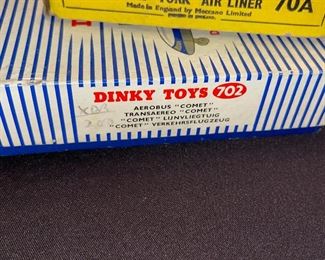 "YORK" AIR LINER 70A
Made in England by Meccano Limited
DINKY TOYS 702
AEROBUS "COMET"
TRANSAEREO "COMET"
"COMET" LIJNVLIEGTUIG
"COMET" VERKEHRSFLUGZEUG